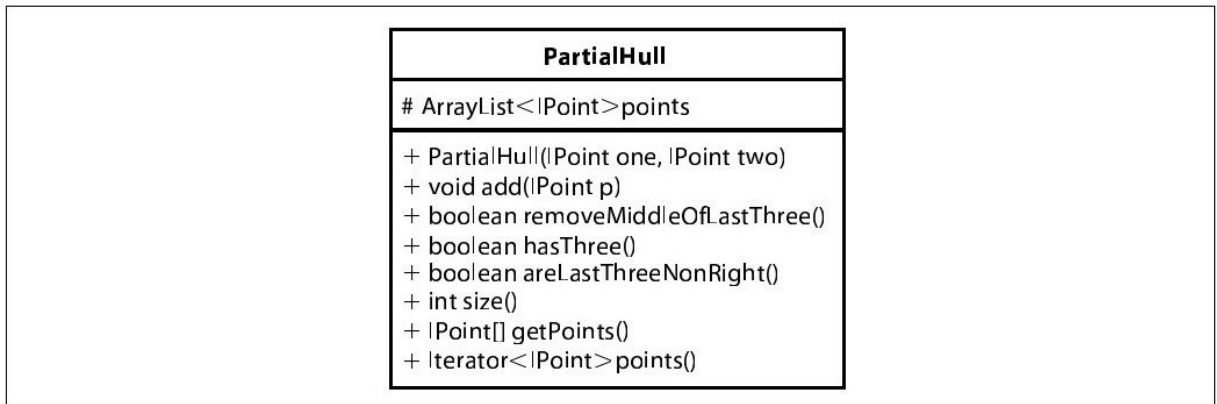 PartialHull
# ArrayList<IPoint>points
+ PartialHull(IPoint one, IPoint two)
+ void add(IPoint p)
+ boolean removeMiddleOfLastThree()
+ boolean hasThree()
+ boolean areLastThreeNonRight()
+ int size()
+ IPoint[] getPoints()
+ Iterator<IPoint>points()